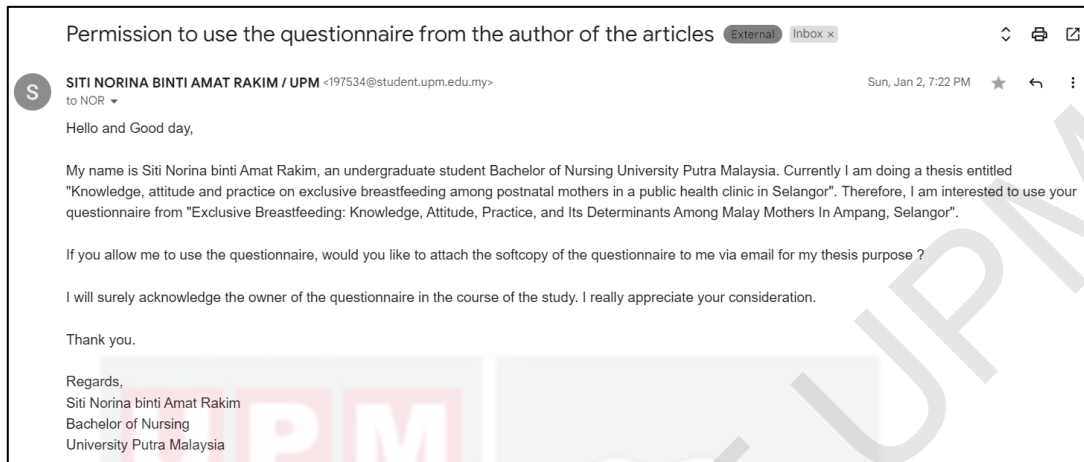 Permission to use the questionnaire from the author of the articles External Inbox ×
S
SITI NORINA BINTI AMAT RAKIM / UPM <197534@student.upm.edu.my> Sun, Jan 2, 7:22 PM
to NOR
Hello and Good day,
My name is Siti Norina binti Amat Rakim, an undergraduate student Bachelor of Nursing University Putra Malaysia. Currently I am doing a thesis entitled
"Knowledge, attitude and practice on exclusive breastfeeding among postnatal mothers in a public health clinic in Selangor". Therefore, I am interested to use your
questionnaire from "Exclusive Breastfeeding: Knowledge, Attitude, Practice, and Its Determinants Among Malay Mothers In Ampang, Selangor".
If you allow me to use the questionnaire, would you like to attach the softcopy of the questionnaire to me via email for my thesis purpose ?
I will surely acknowledge the owner of the questionnaire in the course of the study. I really appreciate your consideration.
Thank you.
Regards,
Siti Norina binti Amat Rakim
Bachelor of Nursing
University Putra Malaysia
UPM
UPM